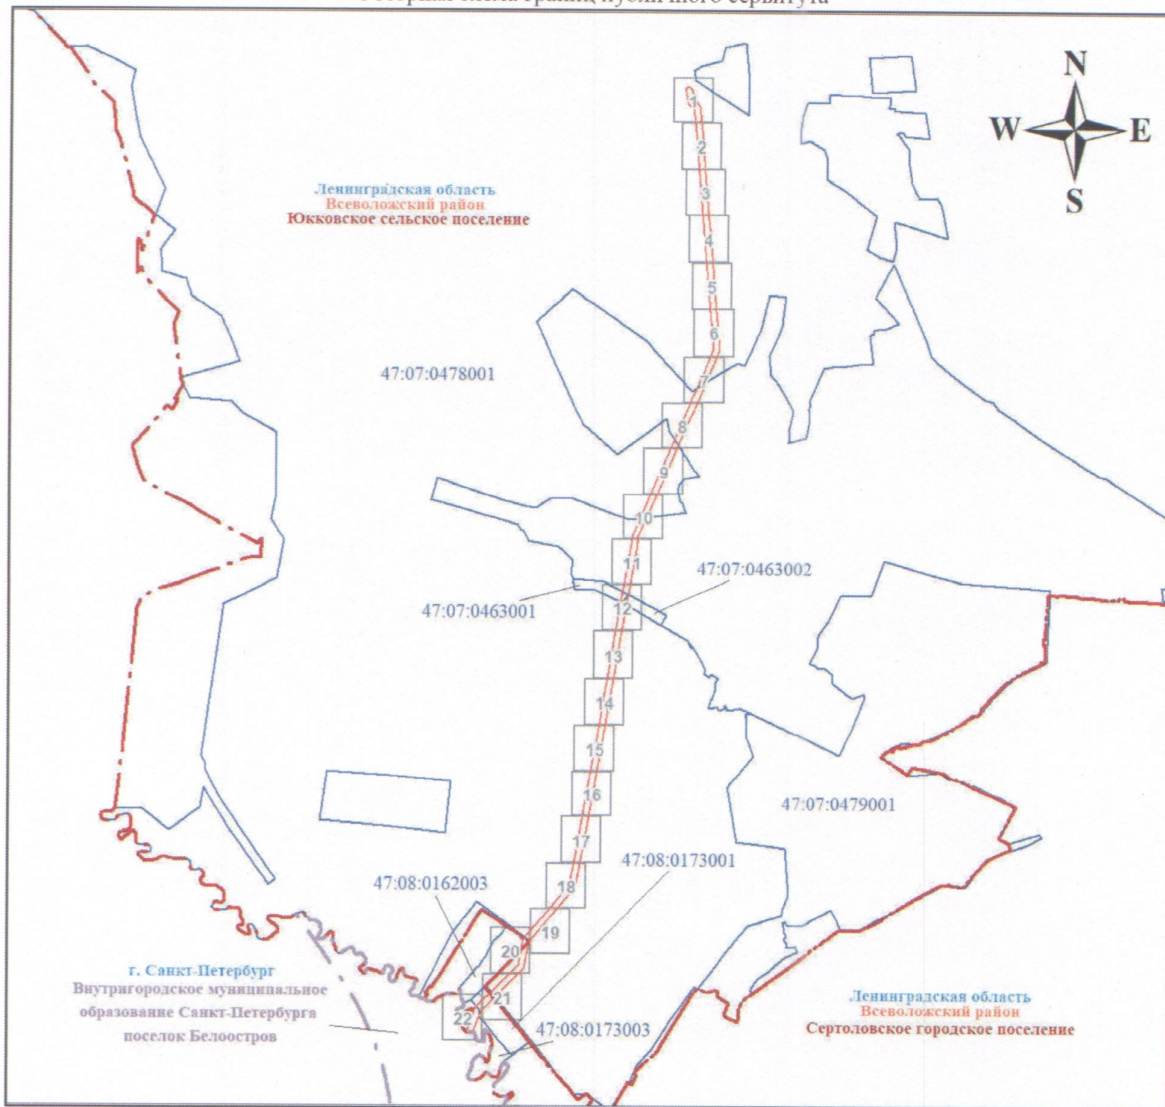 границ публичного сервитута
N
W E
S
1
2
3
4
5
6
7
8
9
10
11
12
13
14
15
16
17
18
19
20
21
22
Ленинградская область
Всеволожский район
Юкковское сельское поселение
47:07:0478001
47:07:0463002
47:07:0463001
47:07:0479001
47:08:0173001
47:08:0162003
47:08:0173003
г. Санкт-Петербург
Внутригородское муниципальное
образование Санкт-Петербурга
поселок Белоостров
Ленинградская область
Всеволожский район
Сертоловское городское поселение